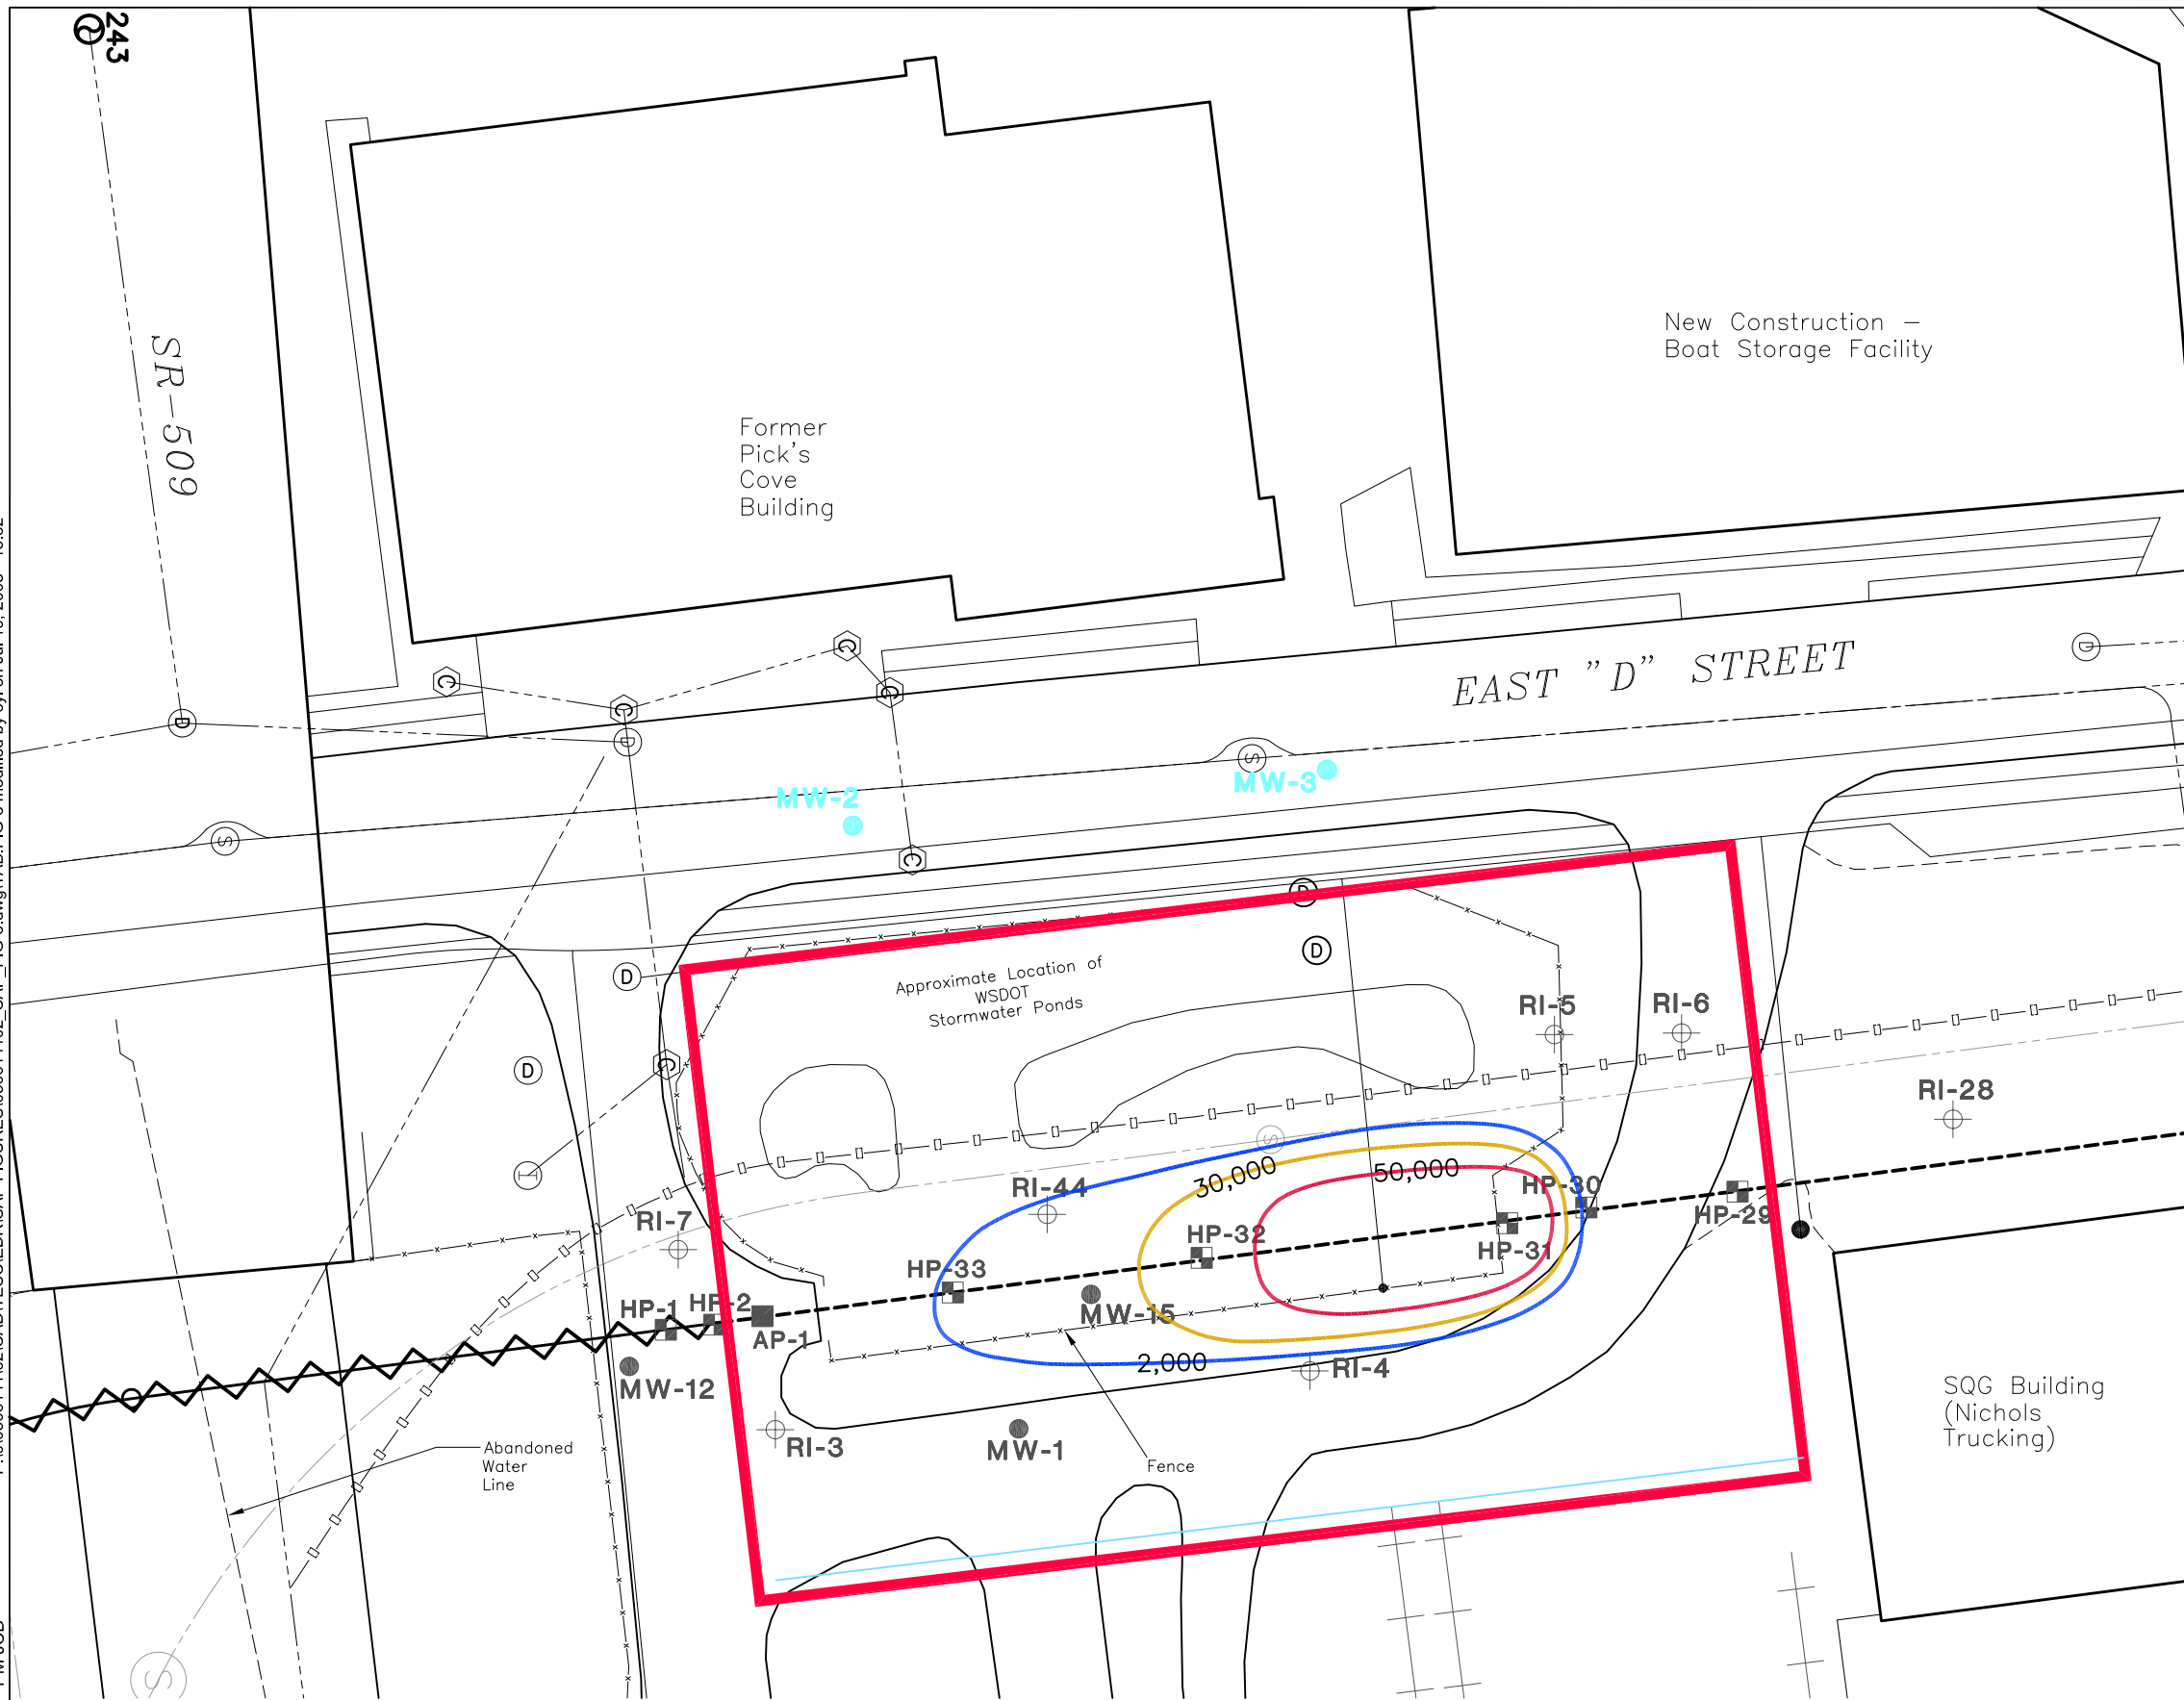 243
SR-509
Former
Pick's
Cove
Building
New Construction –
Boat Storage Facility
EAST "D" STREET
C
C
C
C
D
D
D
S
S
MW-2
MW-3
C
D
D
D
D
C
I
Approximate Location of
WSDOT
Stormwater Ponds
RI-5
RI-6
RI-28
S
30,000
50,000
RI-44
RI-7
HP-30
HP-29
HP-32
HP-31
HP-33
HP-1
HP-2
AP-1
MW-15
MW-12
2,000
RI-4
RI-3
MW-1
Fence
Abandoned
Water
Line
SQG Building
(Nichols
Trucking)
S